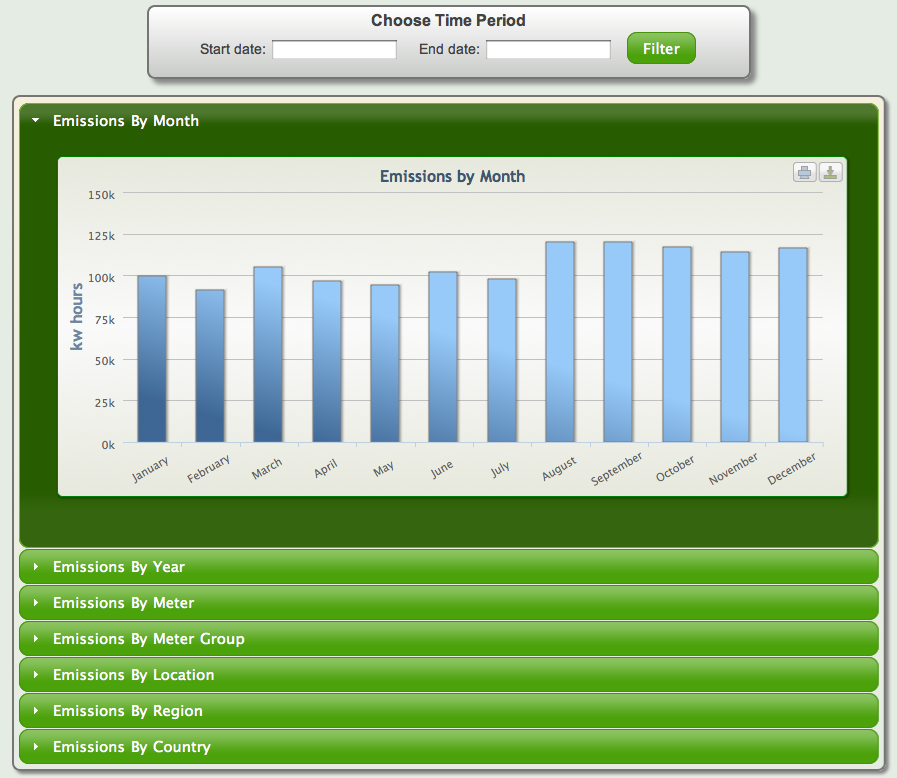 Choose Time Period
Start date: End date: Filter
Emissions By Month
Emissions by Month
150k
125k
100k
75k
50k
25k
0k
kw hours
January February March April May June July August September October November December
Emissions By Year
Emissions By Meter
Emissions By Meter Group
Emissions By Location
Emissions By Region
Emissions By Country